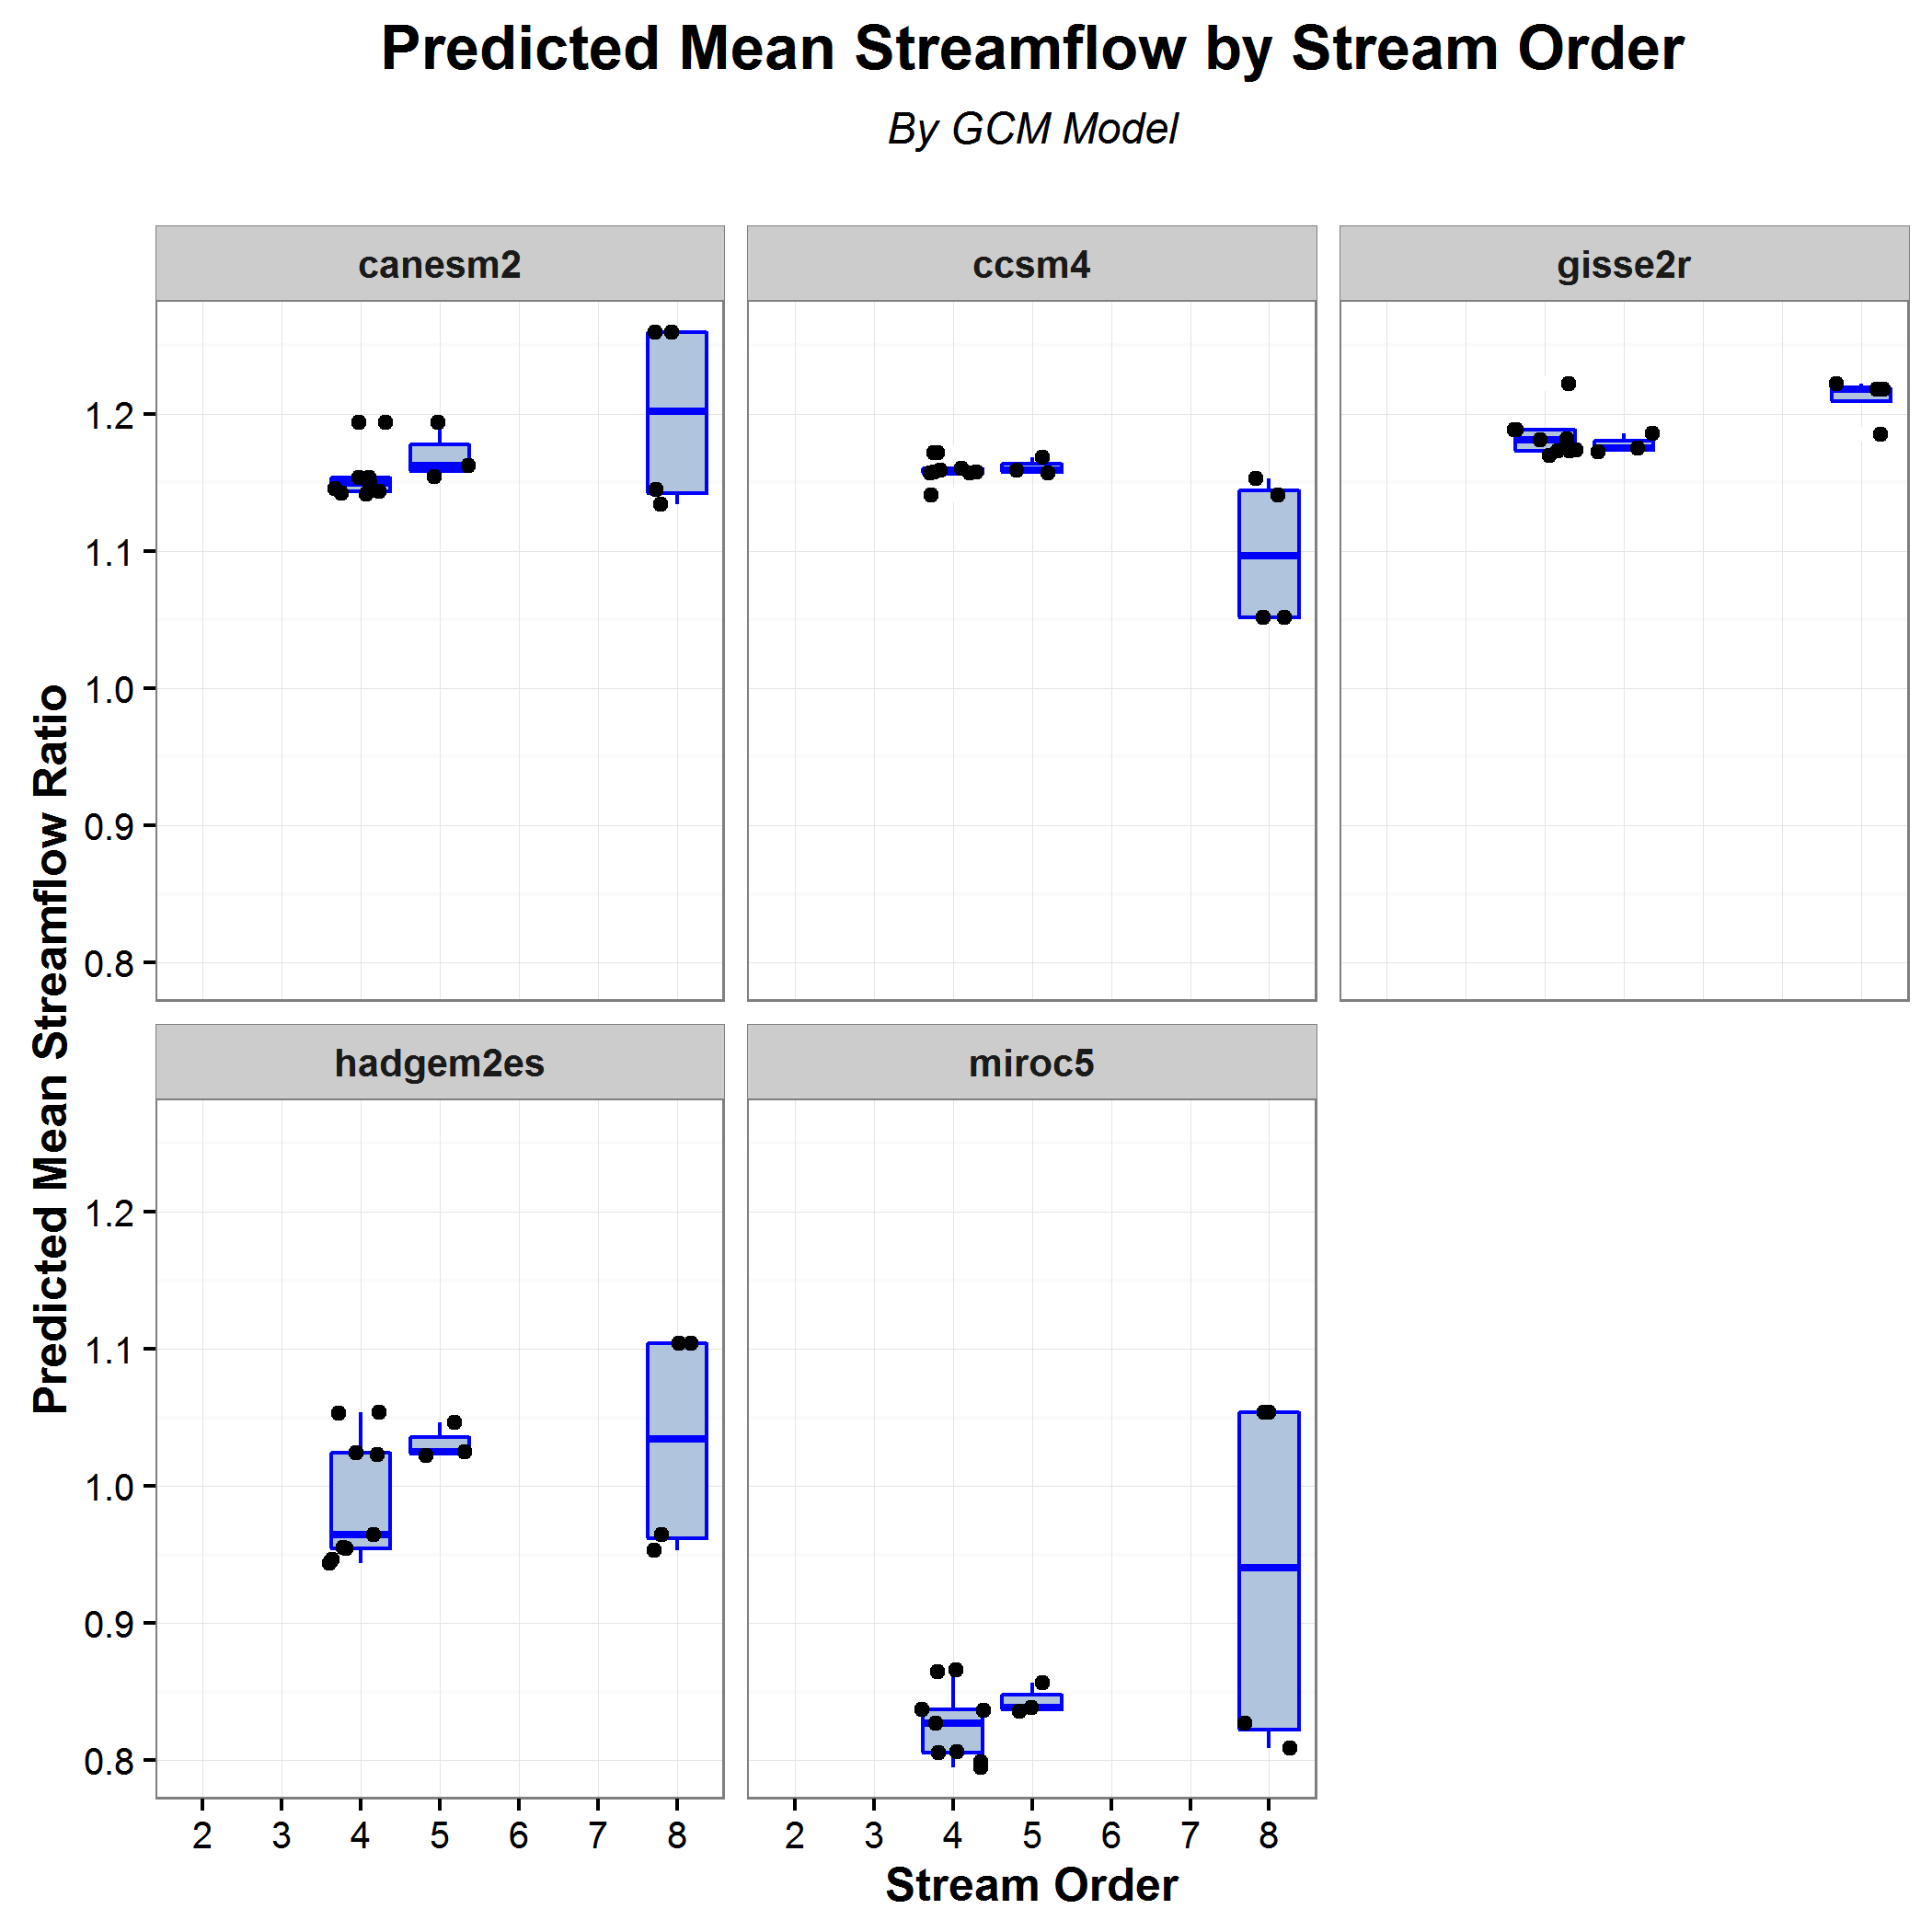 Predicted Mean Streamflow by Stream Order
By GCM Model
canesm2
ccsm4
gisse2r
1.2
1.1
1.0
0.9
0.8
Predicted Mean Streamflow Ratio
hadgem2es
miroc5
1.2
1.1
1.0
0.9
0.8
2 3 4 5 6 7 8
2 3 4 5 6 7 8
Stream Order